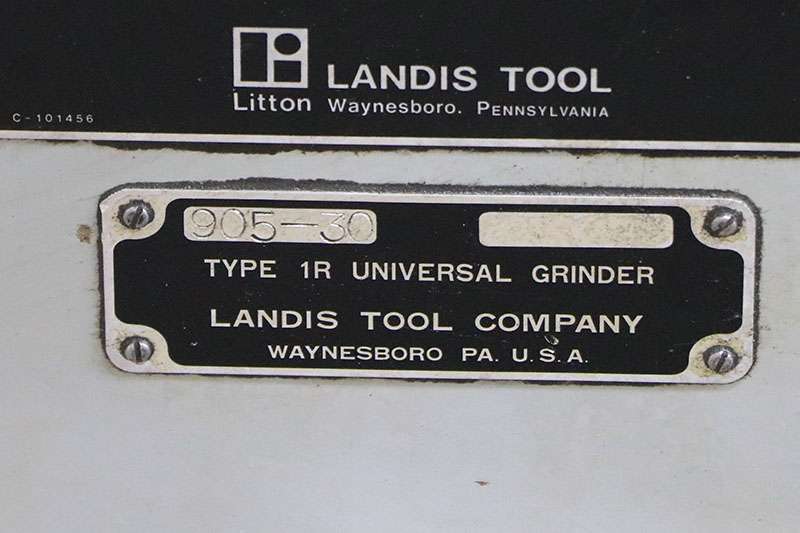 LANDIS TOOL
Litton Waynesboro. PENNSYLVANIA
C-101456
905-30
TYPE 1R UNIVERSAL GRINDER
LANDIS TOOL COMPANY
WAYNESBORO PA. U.S.A.